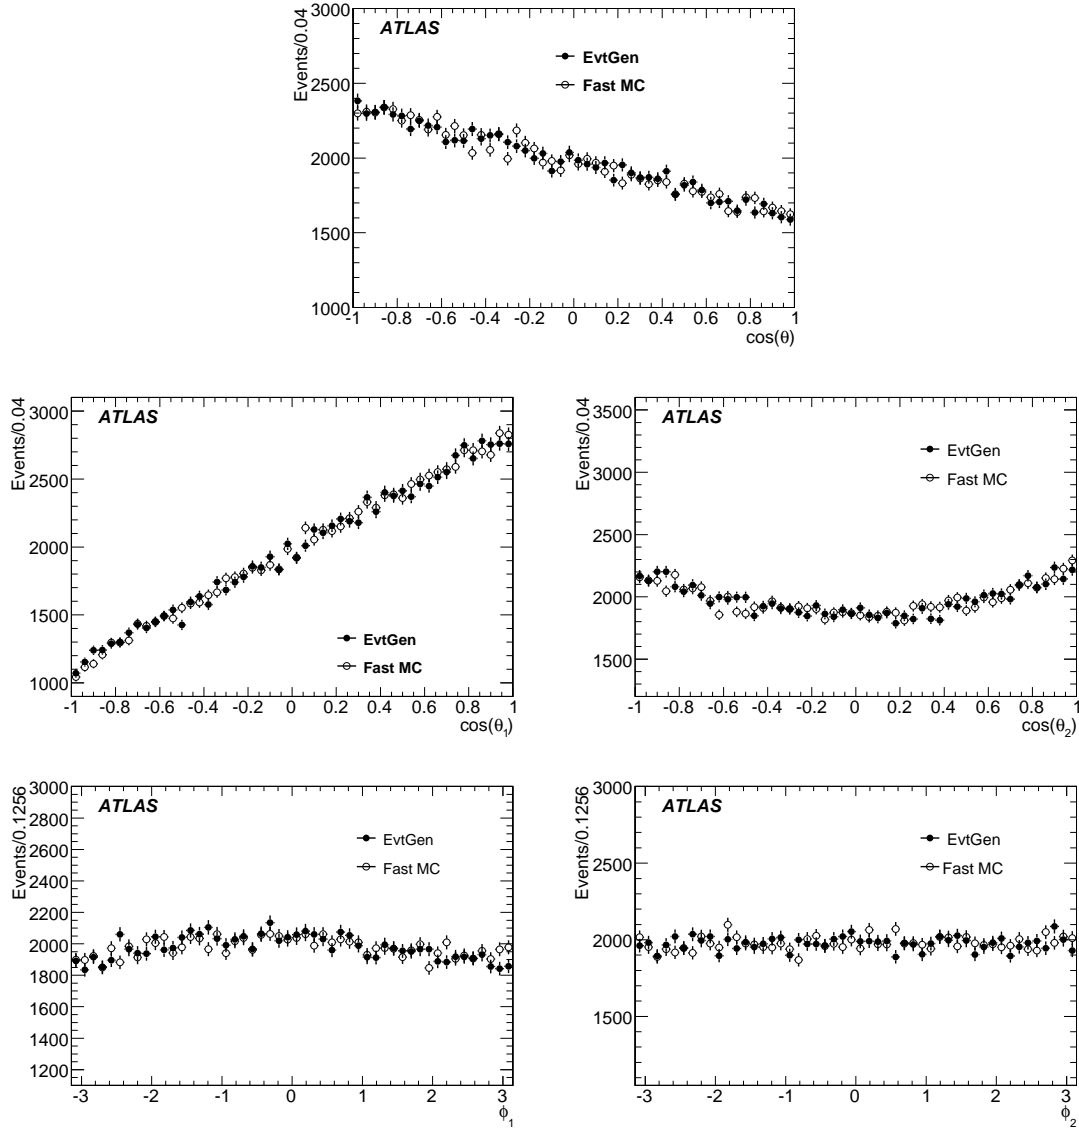 Events/0.04
3000
2500
2000
1500
1000
ATLAS
EvtGen
Fast MC
-1 -0.8 -0.6 -0.4 -0.2 0 0.2 0.4 0.6 0.8 1
cos(θ)
Events/0.04
3000
2500
2000
1500
1000
ATLAS
EvtGen
Fast MC
-1 -0.8 -0.6 -0.4 -0.2 0 0.2 0.4 0.6 0.8 1
cos(θ1)
Events/0.04
3500
3000
2500
2000
1500
ATLAS
EvtGen
Fast MC
-1 -0.8 -0.6 -0.4 -0.2 0 0.2 0.4 0.6 0.8 1
cos(θ2)
Events/0.1256
3000
2800
2600
2400
2200
2000
1800
1600
1400
1200
ATLAS
EvtGen
Fast MC
-3 -2 -1 0 1 2 3
ϕ1
Events/0.1256
3000
2500
2000
1500
ATLAS
EvtGen
Fast MC
-3 -2 -1 0 1 2 3
ϕ2